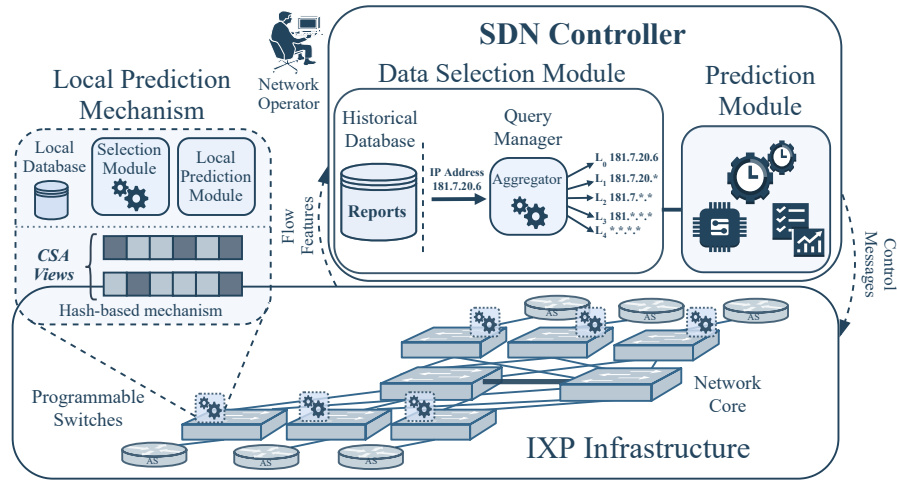 SDN Controller
Network
Operator
Data Selection Module
Prediction
Module
Local Prediction
Mechanism
Historical
Database
Query
Manager
Local
Database
Selection
Module
Local
Prediction
Module
Reports
IP Address
181.7.20.6
Aggregator
L0 181.7.20.6
L1 181.7.20.*
L2 181.7.*.*
L3 181.*.*.*
L4 *.*.*.*
Flow
Features
Control
Messages
CSA
Views
Hash-based mechanism
AS
AS
AS
Programmable
Switches
Network
Core
IXP Infrastructure
AS
AS
AS